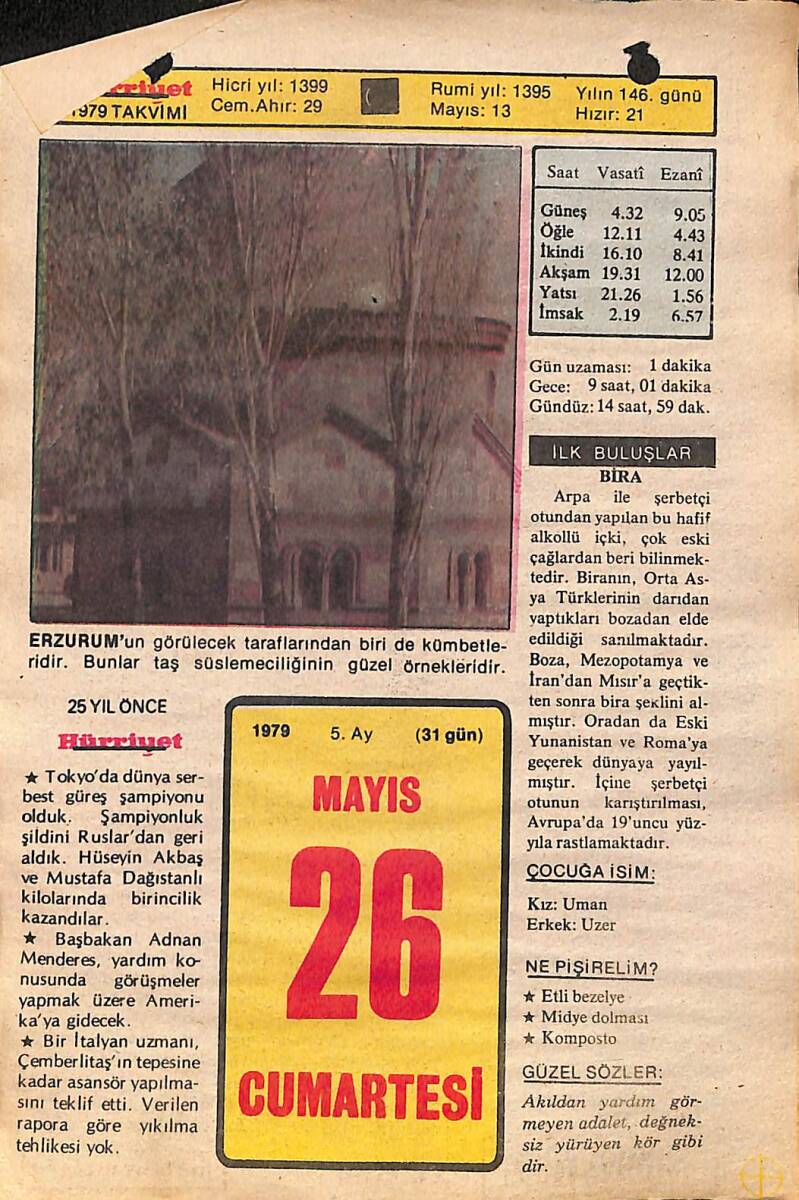 Hürriyet
1979 TAKVİMİ
Hicri yıl: 1399
Cem.Ahır: 29
Rumi yıl: 1395
Mayıs: 13
Yılın 146. günü
Hızır: 21
Saat Vasatî Ezanî
Güneş 4.32 9.05
Öğle 12.11 4.43
İkindi 16.10 8.41
Akşam 19.31 12.00
Yatsı 21.26 1.56
İmsak 2.19 6.57
Gün uzaması: 1 dakika
Gece: 9 saat, 01 dakika
Gündüz: 14 saat, 59 dak.
ERZURUM'un görülecek taraflarından biri de kümbetle-
ridir. Bunlar taş süslemeciliğinin güzel örnekleridir.
25 YIL ÖNCE
Hürriyet
★ Tokyo'da dünya ser-
best güreş şampiyonu
olduk. Şampiyonluk
şildini Ruslar'dan geri
aldık. Hüseyin Akbaş
ve Mustafa Dağıstanlı
kilolarında birincilik
kazandılar.
★ Başbakan Adnan
Menderes, yardım ko-
nusunda görüşmeler
yapmak üzere Ameri-
ka'ya gidecek.
★ Bir İtalyan uzmanı,
Çemberlitaş'ın tepesine
kadar asansör yapılma-
sını teklif etti. Verilen
rapora göre yıkılma
tehlikesi yok.
1979 5. Ay (31 gün)
MAYIS
26
CUMARTESİ
İLK BULUŞLAR
BİRA
Arpa ile şerbetçi
otundan yapılan bu hafif
alkollü içki, çok eski
çağlardan beri bilinmek-
tedir. Biranın, Orta As-
ya Türklerinin darıdan
yaptıkları bozadan elde
edildiği sanılmaktadır.
Boza, Mezopotamya ve
İran'dan Mısır'a geçtik-
ten sonra bira şeklini al-
mıştır. Oradan da Eski
Yunanistan ve Roma'ya
geçerek dünyaya yayıl-
mıştır. İçine şerbetçi
otunun karıştırılması,
Avrupa'da 19'uncu yüz-
yıla rastlamaktadır.
ÇOCUĞA İSİM:
Kız: Uman
Erkek: Uzer
NE PİŞİRELİM?
★ Etli bezelye
★ Midye dolması
★ Komposto
GÜZEL SÖZLER:
Akıldan yardım gör-
meyen adalet, değnek-
siz yürüyen kör gibi
dir.